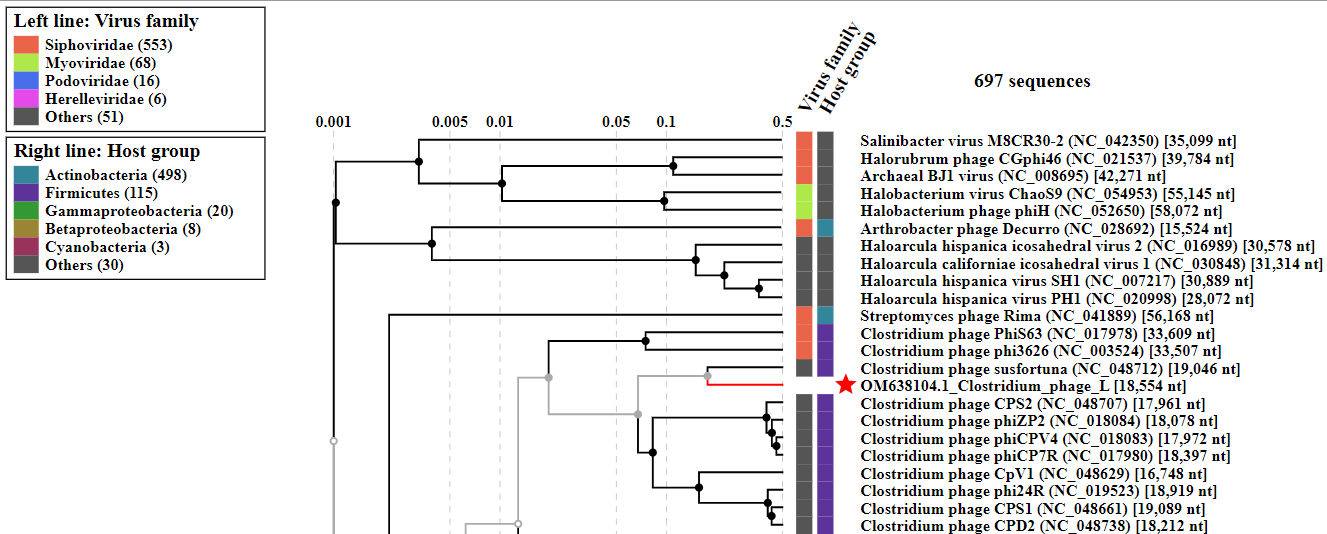 Left line: Virus family
Siphoviridae (553)
Myoviridae (68)
Podoviridae (16)
Herelleviridae (6)
Others (51)
Right line: Host group
Actinobacteria (498)
Firmicutes (115)
Gammaproteobacteria (20)
Betaproteobacteria (8)
Cyanobacteria (3)
Others (30)
Virus family
Host group
697 sequences
0.001 0.005 0.01 0.05 0.1 0.5
Salinibacter virus M8CR30-2 (NC_042350) [35,099 nt]
Halorubrum phage CGphi46 (NC_021537) [39,784 nt]
Archaeal BJ1 virus (NC_008695) [42,271 nt]
Halobacterium virus ChaoS9 (NC_054953) [55,145 nt]
Halobacterium phage phiH (NC_052650) [58,072 nt]
Arthrobacter phage Decurro (NC_028692) [15,524 nt]
Haloarcula hispanica icosahedral virus 2 (NC_016989) [30,578 nt]
Haloarcula californiae icosahedral virus 1 (NC_030848) [31,314 nt]
Haloarcula hispanica virus SH1 (NC_007217) [30,889 nt]
Haloarcula hispanica virus PH1 (NC_020998) [28,072 nt]
Streptomyces phage Rima (NC_041889) [56,168 nt]
Clostridium phage PhiS63 (NC_017978) [33,609 nt]
Clostridium phage phi3626 (NC_003524) [33,507 nt]
Clostridium phage susfortuna (NC_048712) [19,046 nt]
OM638104.1_Clostridium_phage_L [18,554 nt]
Clostridium phage CPS2 (NC_048707) [17,961 nt]
Clostridium phage phiZP2 (NC_018084) [18,078 nt]
Clostridium phage phiCPV4 (NC_018083) [17,972 nt]
Clostridium phage phiCP7R (NC_017980) [18,397 nt]
Clostridium phage CpV1 (NC_048629) [16,748 nt]
Clostridium phage phi24R (NC_019523) [18,919 nt]
Clostridium phage CPS1 (NC_048661) [19,089 nt]
Clostridium phage CPD2 (NC_048738) [18,212 nt]